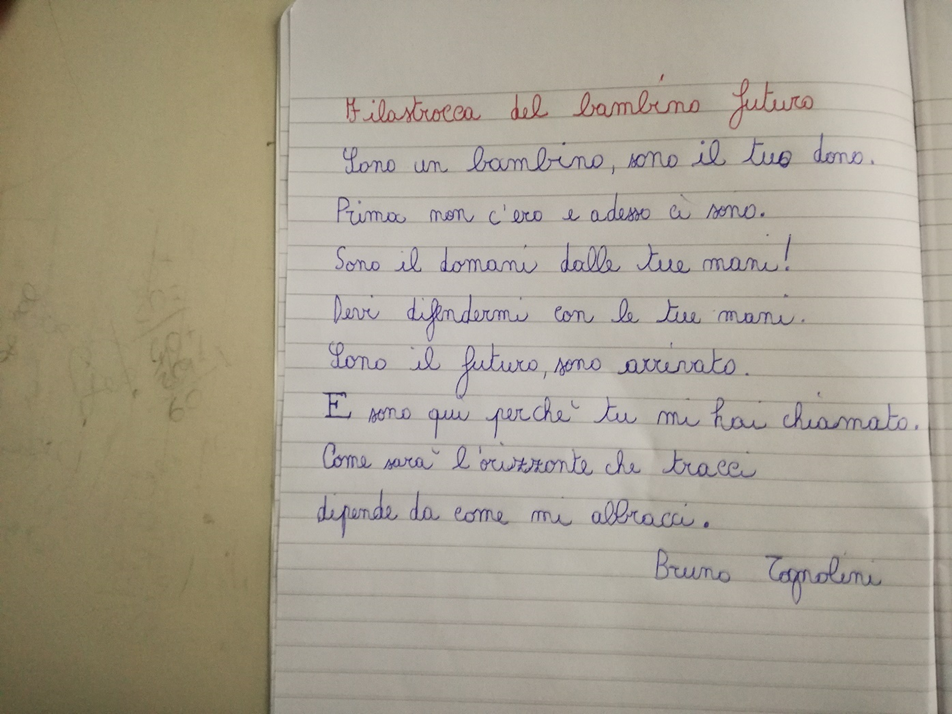 Filastrocca del bambino futuro
Sono un bambino, sono il tuo dono.
Prima non c'ero e adesso ci sono.
Sono il domani dalle tue mani!
Devi difendermi con le tue mani.
Sono il futuro, sono arrivato.
E sono qui perchè tu mi hai chiamato.
Come sarà l'orizzonte che tracci
dipende da come mi abbracci.
Bruno Tognolini